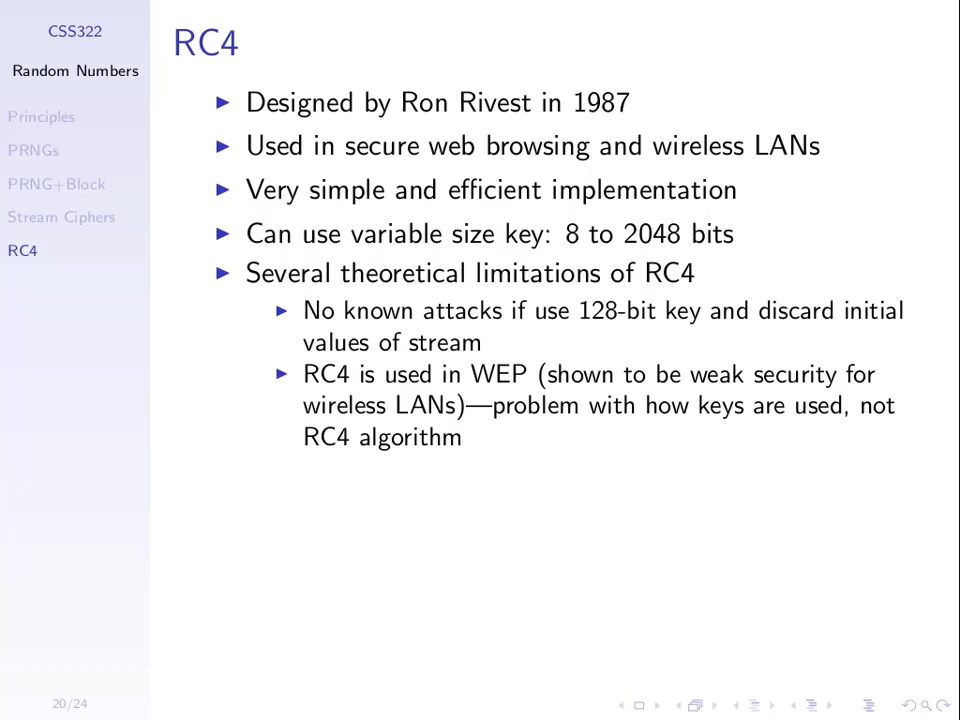 CSS322
Random Numbers
Principles
PRNGs
PRNG+Block
Stream Ciphers
RC4
RC4
Designed by Ron Rivest in 1987
Used in secure web browsing and wireless LANs
Very simple and efficient implementation
Can use variable size key: 8 to 2048 bits
Several theoretical limitations of RC4
No known attacks if use 128-bit key and discard initial
values of stream
RC4 is used in WEP (shown to be weak security for
wireless LANs)—problem with how keys are used, not
RC4 algorithm
20/24